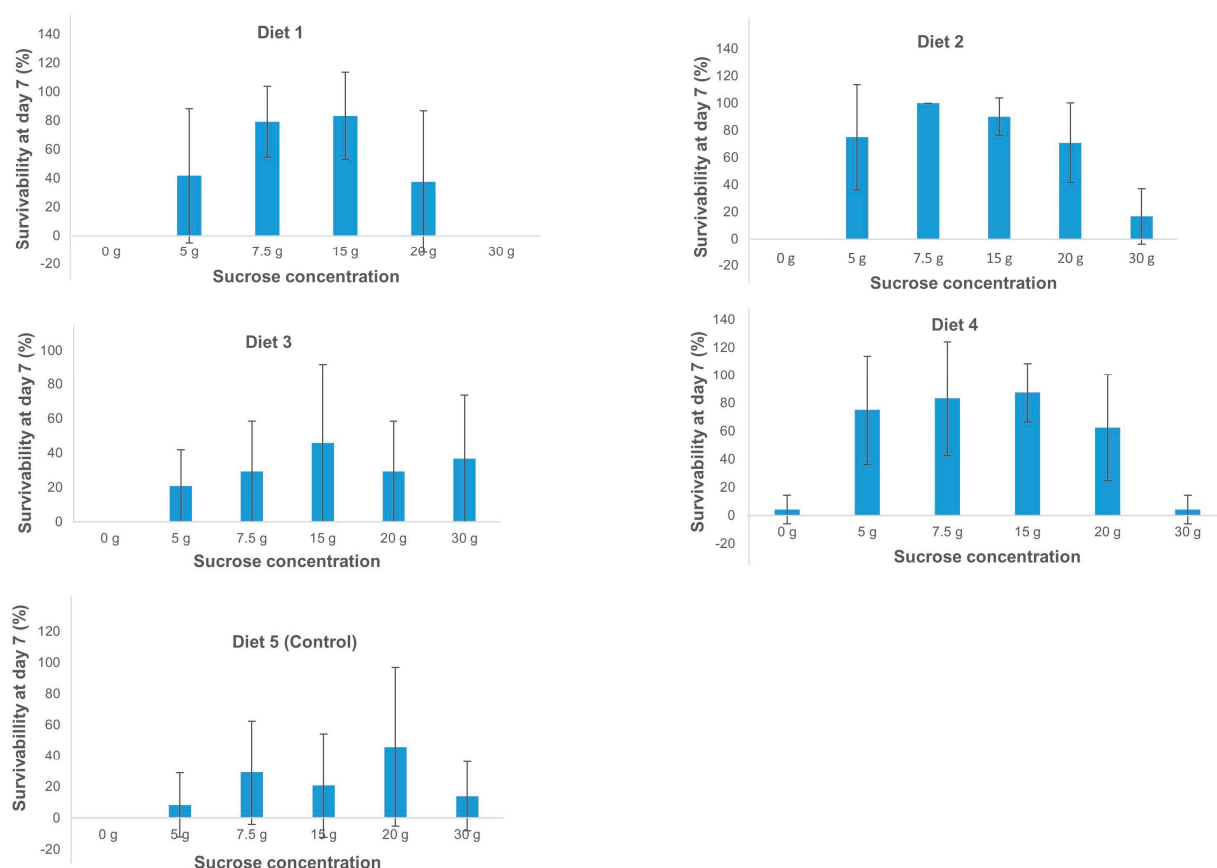 Diet 1
Survivability at day 7 (%)
140
120
100
80
60
40
20
0
-20
0 g 5 g 7.5 g 15 g 20 g 30 g
Sucrose concentration
Diet 2
Survivability at day 7 (%)
140
120
100
80
60
40
20
0
-20
0 g 5 g 7.5 g 15 g 20 g 30 g
Sucrose concentration
Diet 3
Survivability at day 7 (%)
100
80
60
40
20
0
0 g 5 g 7.5 g 15 g 20 g 30 g
Sucrose concentration
Diet 4
Survivability at day 7 (%)
140
120
100
80
60
40
20
0
-20
0 g 5 g 7.5 g 15 g 20 g 30 g
Sucrose concentration
Diet 5 (Control)
Survivabillity at day 7 (%)
120
100
80
60
40
20
0
-20
0 g 5 g 7.5 g 15 g 20 g 30 g
Sucrose concentration